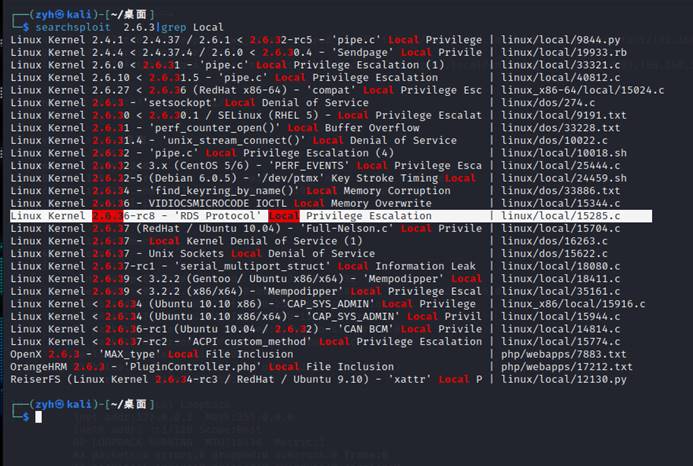 ┌──(zyh㉿kali)-[~/桌面]
└─$ searchsploit 2.6.3|grep Local
Linux Kernel 2.4.1 < 2.4.37 / 2.6.1 < 2.6.32-rc5 - 'pipe.c' Local Privilege | linux/local/9844.py
Linux Kernel 2.4.4 < 2.4.37.4 / 2.6.0 < 2.6.30.4 - 'Sendpage' Local Privile | linux/local/19933.rb
Linux Kernel 2.6.0 < 2.6.31 - 'pipe.c' Local Privilege Escalation (1) | linux/local/33321.c
Linux Kernel 2.6.10 < 2.6.31.5 - 'pipe.c' Local Privilege Escalation | linux/local/40812.c
Linux Kernel 2.6.27 < 2.6.36 (RedHat x86-64) - 'compat' Local Privilege Esc | linux_x86-64/local/15024.c
Linux Kernel 2.6.3 - 'setsockopt' Local Denial of Service | linux/dos/274.c
Linux Kernel 2.6.30 < 2.6.30.1 / SELinux (RHEL 5) - Local Privilege Escalat | linux/local/9191.txt
Linux Kernel 2.6.31 - 'perf_counter_open()' Local Buffer Overflow | linux/dos/33228.txt
Linux Kernel 2.6.31.4 - 'unix_stream_connect()' Local Denial of Service | linux/dos/10022.c
Linux Kernel 2.6.32 - 'pipe.c' Local Privilege Escalation (4) | linux/local/10018.sh
Linux Kernel 2.6.32 < 3.x (CentOS 5/6) - 'PERF_EVENTS' Local Privilege Esca | linux/local/25444.c
Linux Kernel 2.6.32-5 (Debian 6.0.5) - '/dev/ptmx' Key Stroke Timing Local | linux/local/24459.sh
Linux Kernel 2.6.34 - 'find_keyring_by_name()' Local Memory Corruption | linux/dos/33886.txt
Linux Kernel 2.6.36 - VIDIOCSMICROCODE IOCTL Local Memory Overwrite | linux/local/15344.c
Linux Kernel 2.6.36-rc8 - 'RDS Protocol' Local Privilege Escalation | linux/local/15285.c
Linux Kernel 2.6.37 (RedHat / Ubuntu 10.04) - 'Full-Nelson.c' Local Privile | linux/local/15704.c
Linux Kernel 2.6.37 - Local Kernel Denial of Service (1) | linux/dos/16263.c
Linux Kernel 2.6.37 - Unix Sockets Local Denial of Service | linux/dos/15622.c
Linux Kernel 2.6.37-rc1 - 'serial_multiport_struct' Local Information Leak | linux/local/18080.c
Linux Kernel 2.6.39 < 3.2.2 (Gentoo / Ubuntu x86/x64) - 'Mempodipper' Local | linux/local/18411.c
Linux Kernel 2.6.39 < 3.2.2 (x86/x64) - 'Mempodipper' Local Privilege Escal | linux/local/35161.c
Linux Kernel < 2.6.34 (Ubuntu 10.10 x86) - 'CAP_SYS_ADMIN' Local Privilege | linux_x86/local/15916.c
Linux Kernel < 2.6.34 (Ubuntu 10.10 x86/x64) - 'CAP_SYS_ADMIN' Local Privil | linux/local/15944.c
Linux Kernel < 2.6.36-rc1 (Ubuntu 10.04 / 2.6.32) - 'CAN BCM' Local Privile | linux/local/14814.c
Linux Kernel < 2.6.37-rc2 - 'ACPI custom_method' Local Privilege Escalation | linux/local/15774.c
OpenX 2.6.3 - 'MAX_type' Local File Inclusion | php/webapps/7883.txt
OrangeHRM 2.6.3 - 'PluginController.php' Local File Inclusion | php/webapps/17212.txt
ReiserFS (Linux Kernel 2.6.34-rc3 / RedHat / Ubuntu 9.10) - 'xattr' Local P | linux/local/12130.py
┌──(zyh㉿kali)-[~/桌面]
└─$